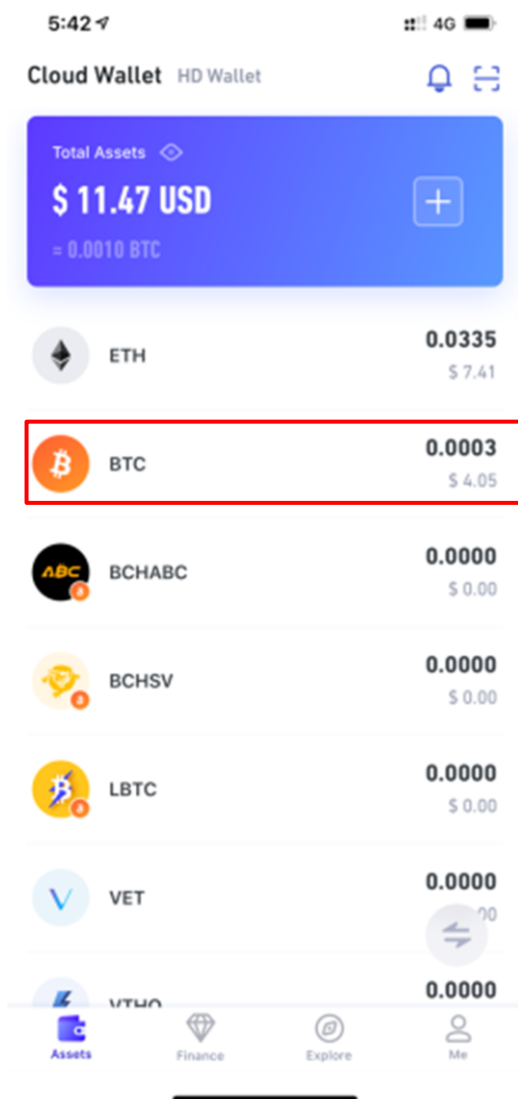 5:42 4G
Cloud Wallet HD Wallet
Total Assets
$ 11.47 USD
≈ 0.0010 BTC
0.0335
ETH
$ 7.41
0.0003
BTC
$ 4.05
ABC
0.0000
BCHABC
$ 0.00
0.0000
BCHSV
$ 0.00
0.0000
LBTC
$ 0.00
0.0000
VET
00
0.0000
VTHO
Assets Finance Explore Me